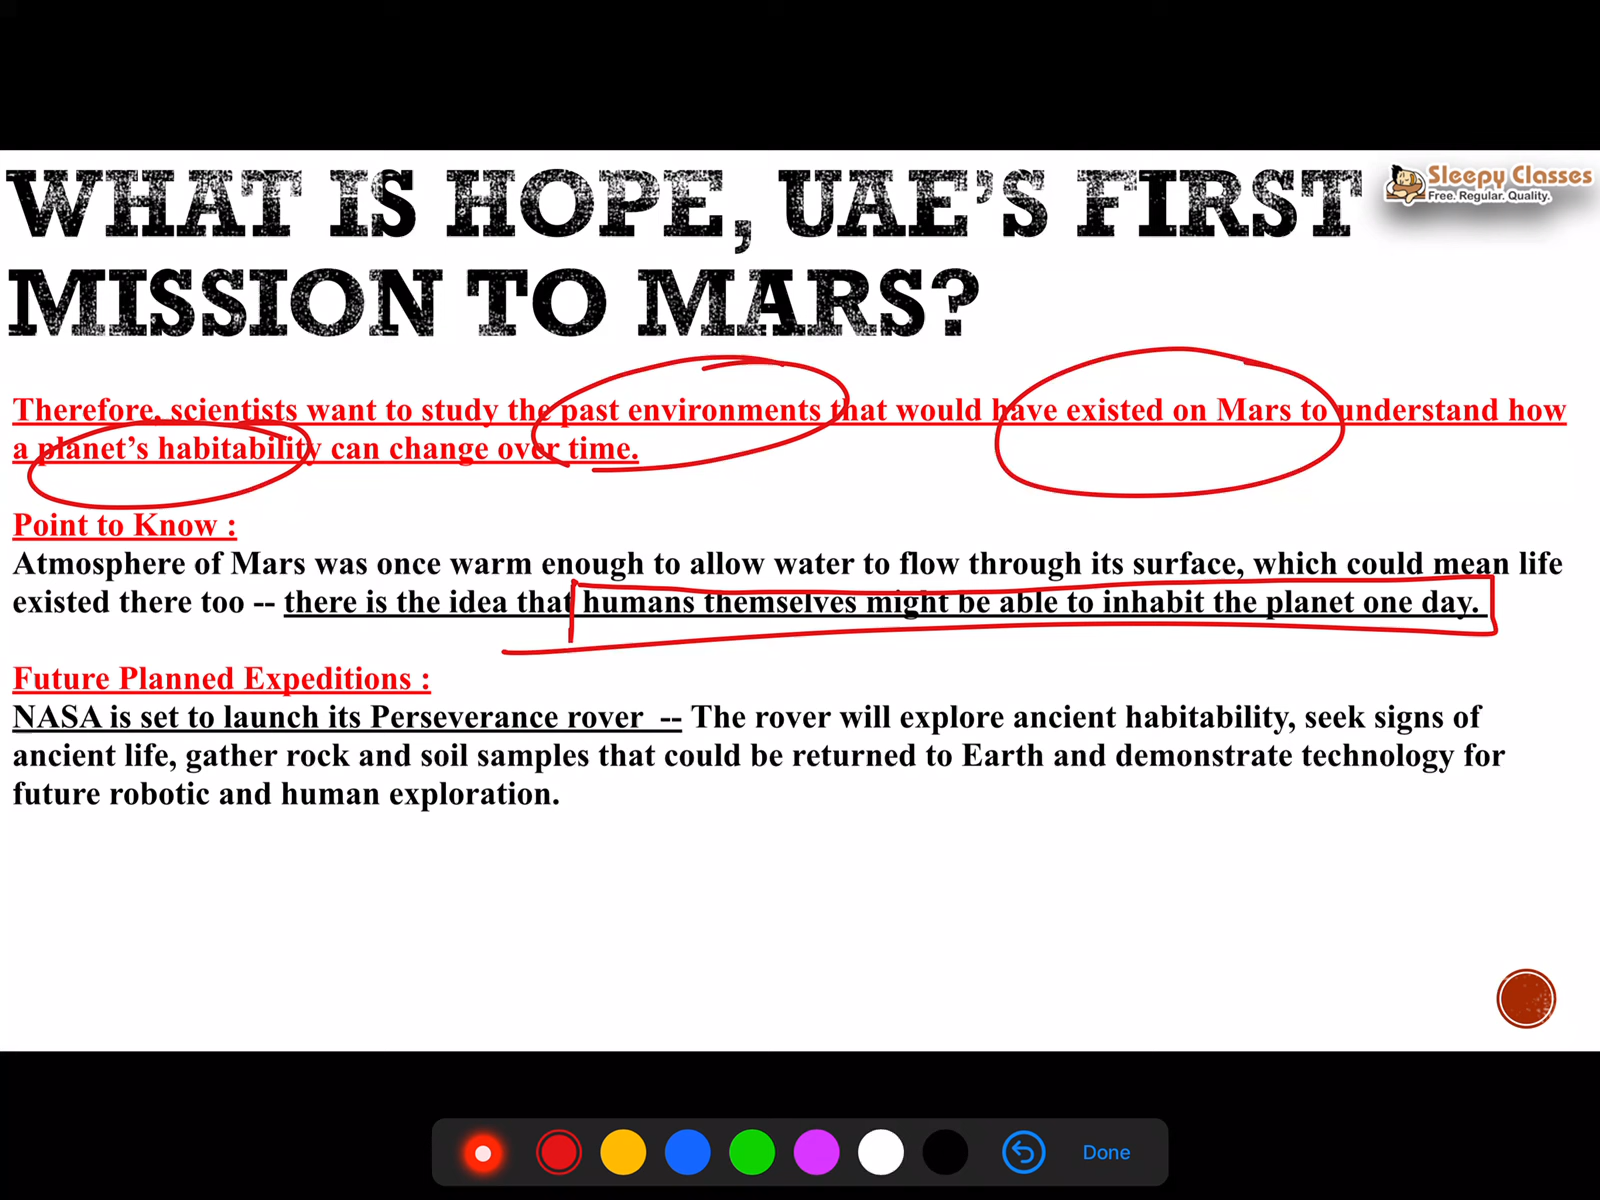 WHAT IS HOPE, UAE'S FIRST
MISSION TO MARS?
Sleepy Classes
Free. Regular. Quality.
Therefore, scientists want to study the past environments that would have existed on Mars to understand how
a planet's habitability can change over time.
Point to Know :
Atmosphere of Mars was once warm enough to allow water to flow through its surface, which could mean life
existed there too -- there is the idea that humans themselves might be able to inhabit the planet one day.
Future Planned Expeditions :
NASA is set to launch its Perseverance rover -- The rover will explore ancient habitability, seek signs of
ancient life, gather rock and soil samples that could be returned to Earth and demonstrate technology for
future robotic and human exploration.
Done